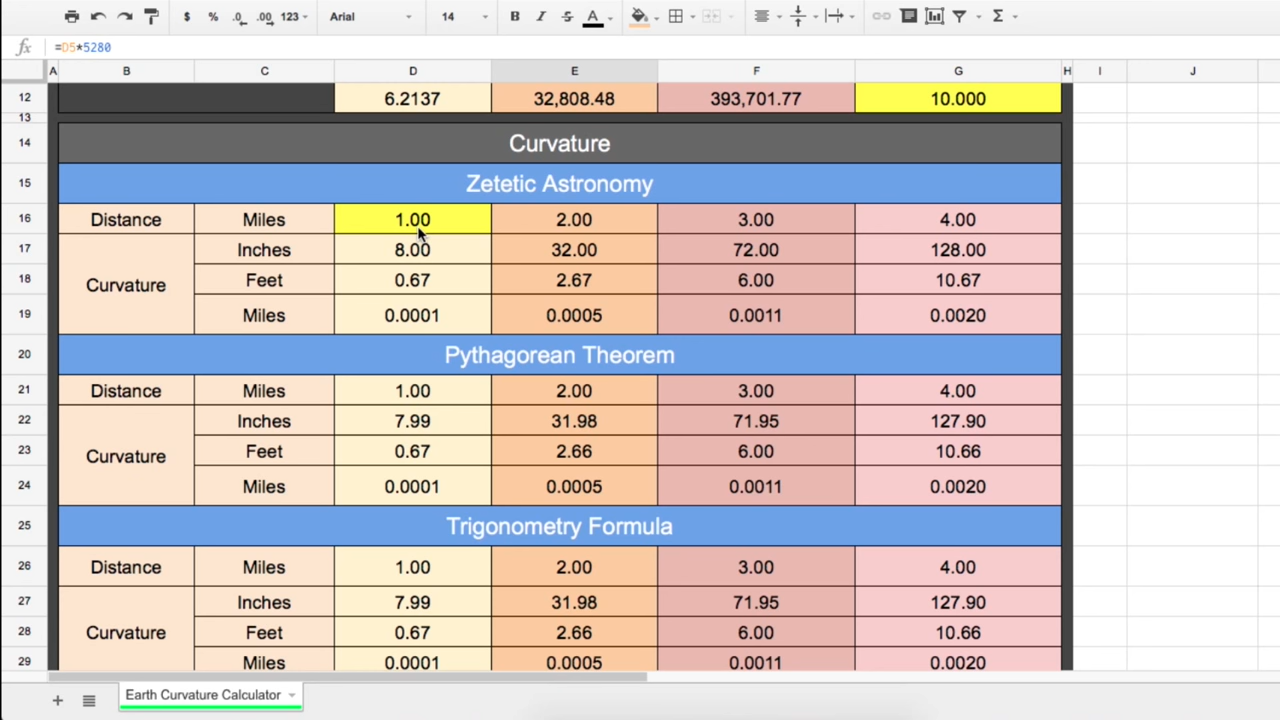 $ % .0 .00 123 Arial 14 B I S A Σ
fx =D5*5280
A B C D E F G H I J
12 6.2137 32,808.48 393,701.77 10.000
13
14 Curvature
15 Zetetic Astronomy
16 Distance Miles 1.00 2.00 3.00 4.00
17 Inches 8.00 32.00 72.00 128.00
Curvature
18 Feet 0.67 2.67 6.00 10.67
19 Miles 0.0001 0.0005 0.0011 0.0020
20 Pythagorean Theorem
21 Distance Miles 1.00 2.00 3.00 4.00
22 Inches 7.99 31.98 71.95 127.90
Curvature
23 Feet 0.67 2.66 6.00 10.66
24 Miles 0.0001 0.0005 0.0011 0.0020
25 Trigonometry Formula
26 Distance Miles 1.00 2.00 3.00 4.00
27 Inches 7.99 31.98 71.95 127.90
28 Curvature Feet 0.67 2.66 6.00 10.66
29 Miles 0.0001 0.0005 0.0011 0.0020
+ Earth Curvature Calculator